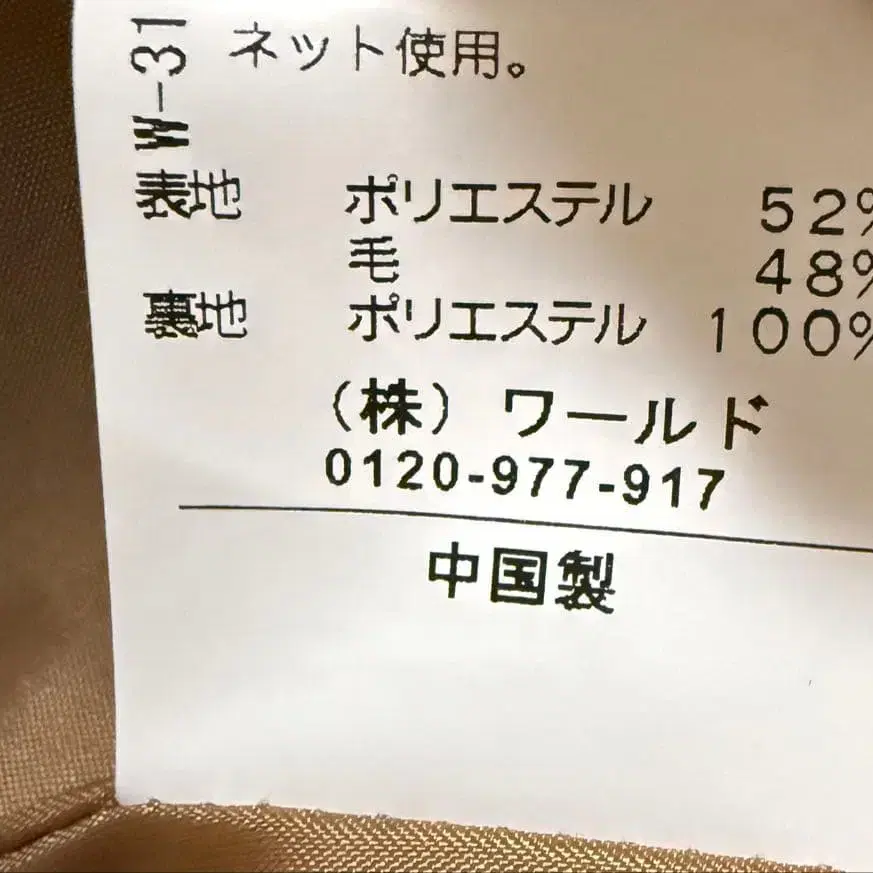 ネット使用。
W-31
表地 ポリエステル 52%
毛 48%
裏地 ポリエステル 100%
(株) ワールド
0120-977-917
中国製